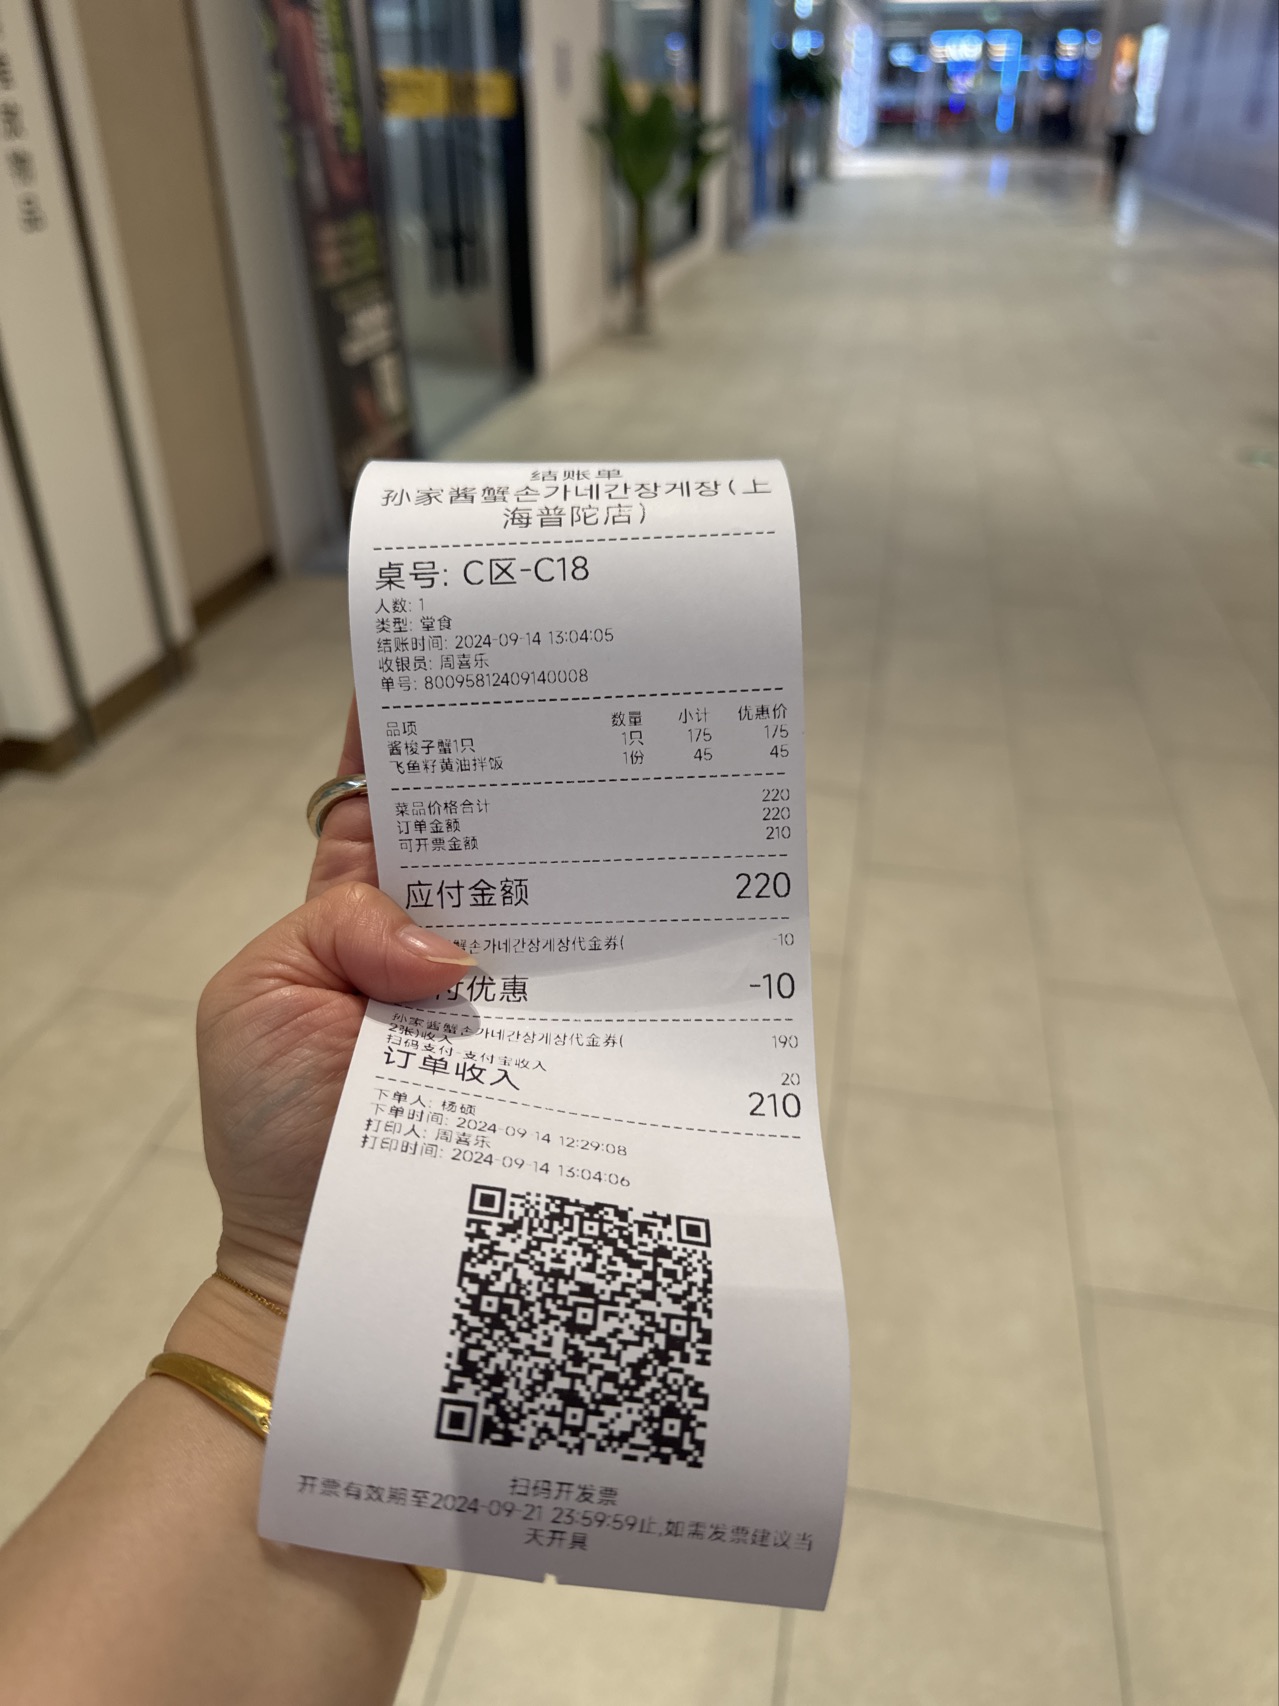 结账单
孙家酱蟹손가네간장게장(上
海普陀店)
桌号: C区-C18
人数: 1
类型: 堂食
结账时间: 2024-09-14 13:04:05
收银员: 周喜乐
单号: 80095812409140008
品项 数量 小计 优惠价
酱梭子蟹1只 1只 175 175
飞鱼籽黄油拌饭 1份 45 45
菜品价格合计 220
订单金额 220
可开票金额 210
应付金额 220
蟹손가네간장게장代金券( -10
付优惠 -10
孙家酱蟹손가네간장게장代金券( 190
2张)收入
扫码支付-支付宝收入 20
订单收入 210
下单人: 杨硕
下单时间: 2024-09-14 12:29:08
打印人: 周喜乐
打印时间: 2024-09-14 13:04:06
扫码开发票
开票有效期至2024-09-21 23:59:59止,如需发票建议当
天开具